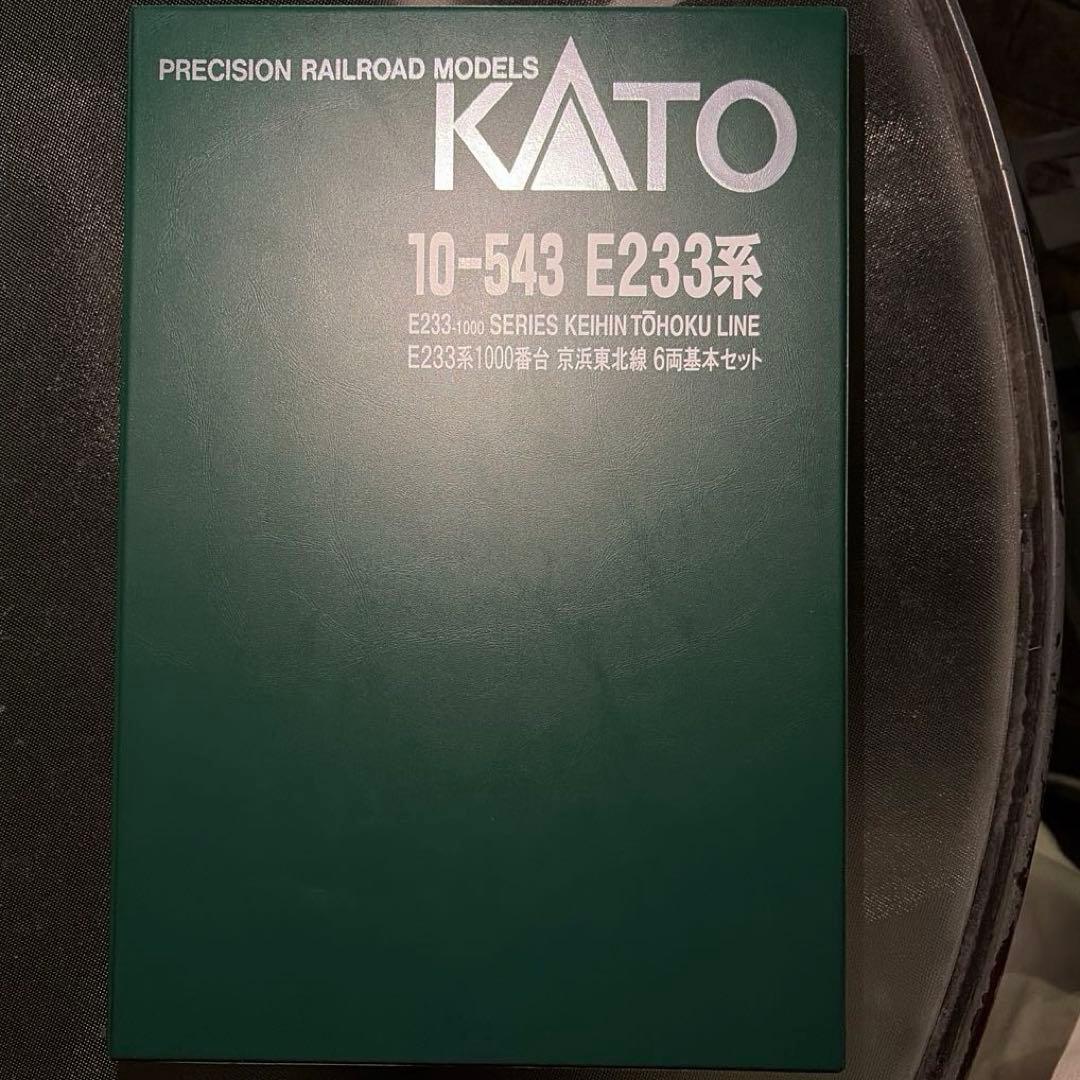 PRECISION RAILROAD MODELS
KATO
10-543 E233系
E233-1000 SERIES KEIHIN TŌHOKU LINE
E233系1000番台 京浜東北線 6両基本セット